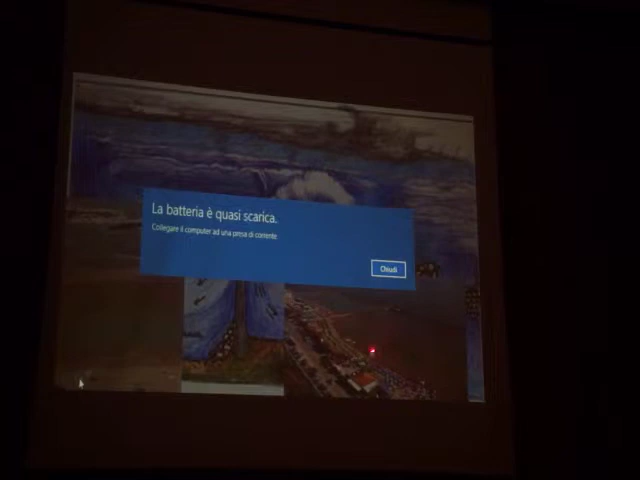 La batteria è quasi scarica.
Collegare il computer ad una presa di corrente
Chiudi